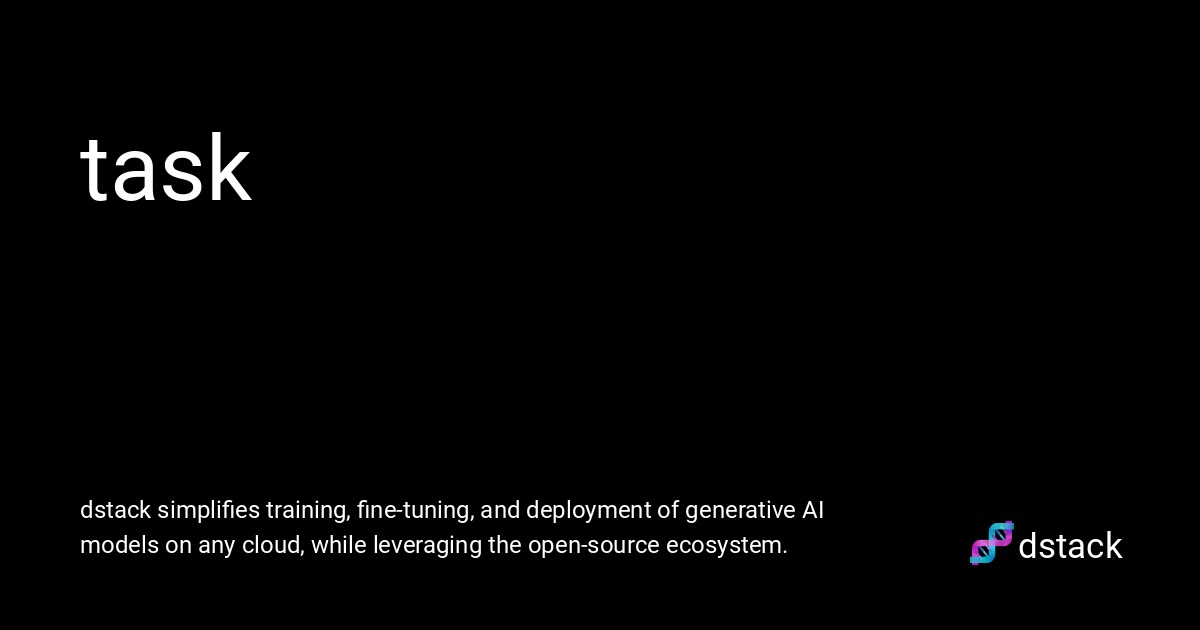 task
dstack simplifies training, fine-tuning, and deployment of generative AI
models on any cloud, while leveraging the open-source ecosystem.
dstack